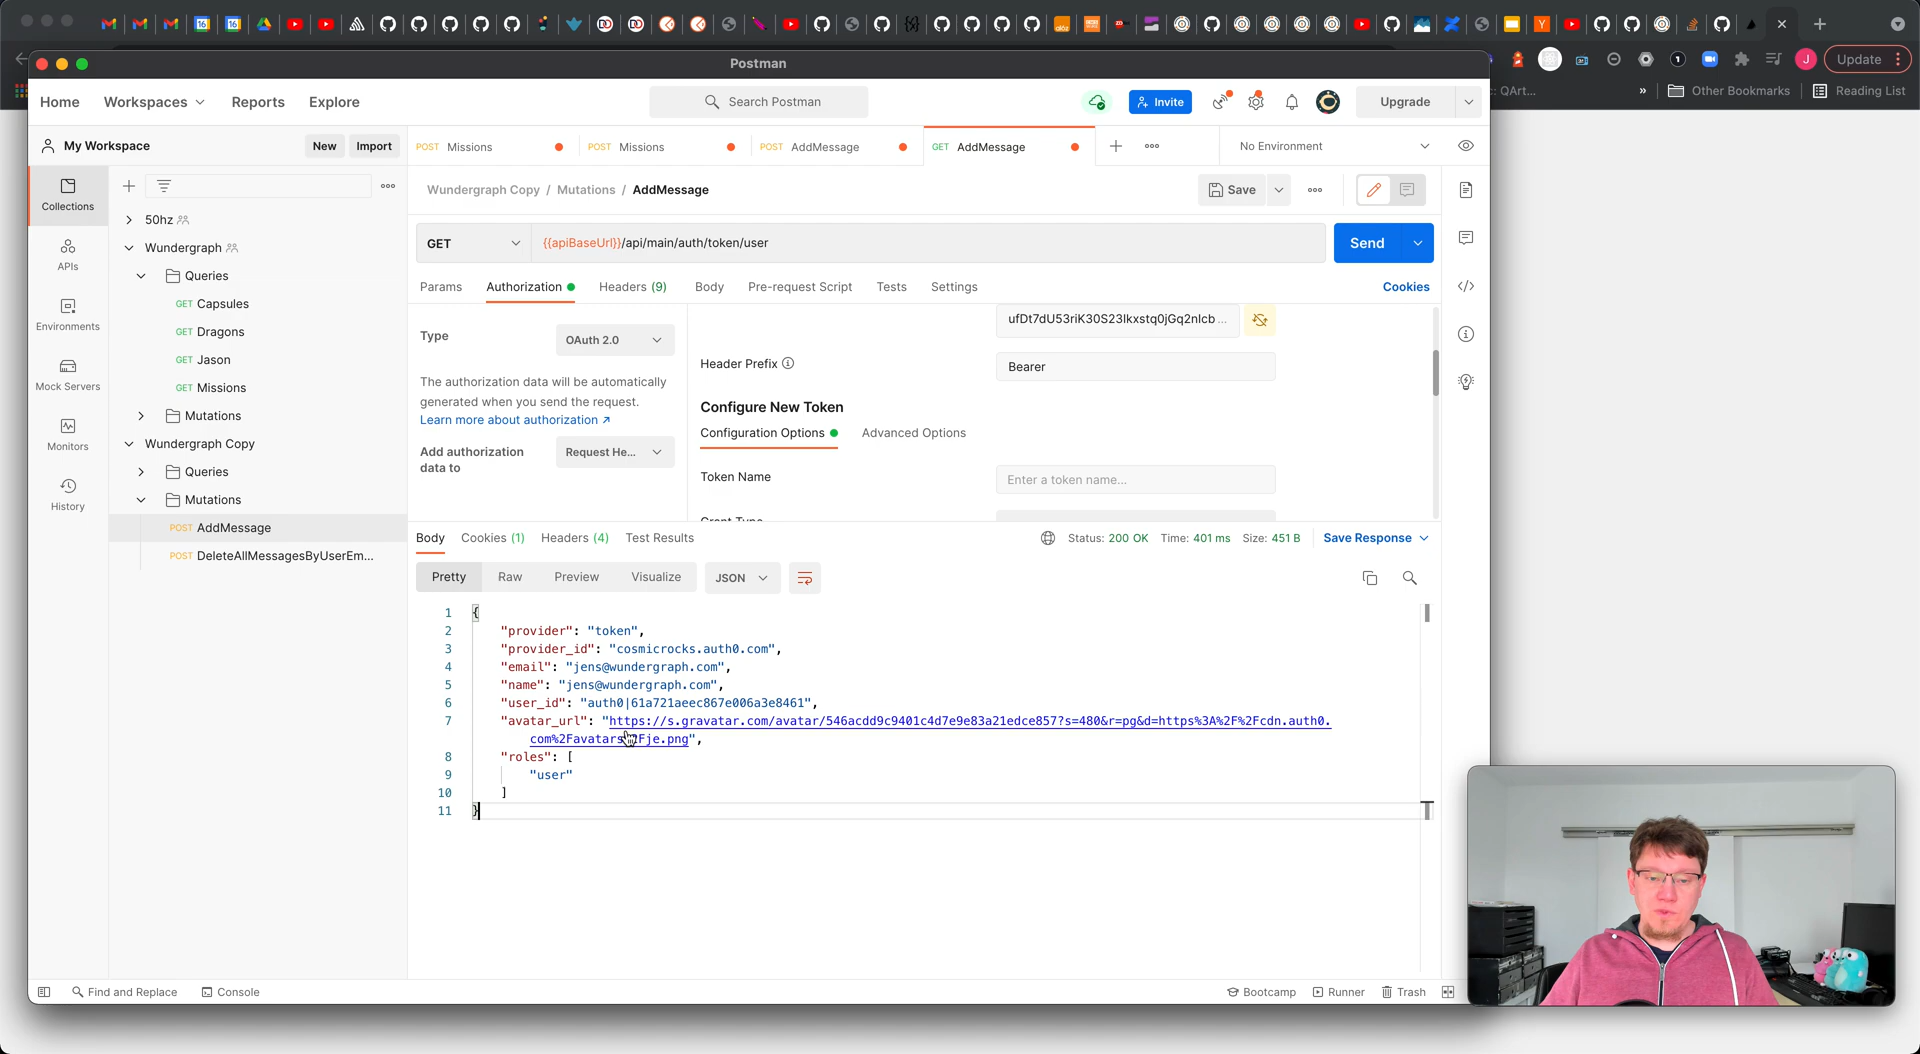 Update
: QArt...
»
Other Bookmarks
Reading List
Postman
Home
Workspaces
Reports
Explore
Search Postman
Invite
Upgrade
My Workspace
New
Import
POST Missions
POST Missions
POST AddMessage
GET AddMessage
No Environment
Wundergraph Copy / Mutations / AddMessage
Save
Collections
APIs
Environments
Mock Servers
Monitors
History
50hz
Wundergraph
Queries
GET Capsules
GET Dragons
GET Jason
GET Missions
Mutations
Wundergraph Copy
Queries
Mutations
POST AddMessage
POST DeleteAllMessagesByUserEm...
GET
{{apiBaseUrl}}/api/main/auth/token/user
Send
Params
Authorization
Headers (9)
Body
Pre-request Script
Tests
Settings
Cookies
Type
OAuth 2.0
The authorization data will be automatically
generated when you send the request.
Learn more about authorization ↗
Add authorization
data to
Request He...
ufDt7dU53riK30S23lkxstq0jGq2nlcb...
Header Prefix
Bearer
Configure New Token
Configuration Options
Advanced Options
Token Name
Enter a token name...
Grant Type
Body
Cookies (1)
Headers (4)
Test Results
Status: 200 OK
Time: 401 ms
Size: 451 B
Save Response
Pretty
Raw
Preview
Visualize
JSON
1 {
2 "provider": "token",
3 "provider_id": "cosmicrocks.auth0.com",
4 "email": "jens@wundergraph.com",
5 "name": "jens@wundergraph.com",
6 "user_id": "auth0|61a721aeec867e006a3e8461",
7 "avatar_url": "https://s.gravatar.com/avatar/546acdd9c9401c4d7e9e83a21edce857?s=480&r=pg&d=https%3A%2F%2Fcdn.auth0.
com%2Favatars%2Fje.png",
8 "roles": [
9 "user"
10 ]
11 }
Find and Replace
Console
Bootcamp
Runner
Trash